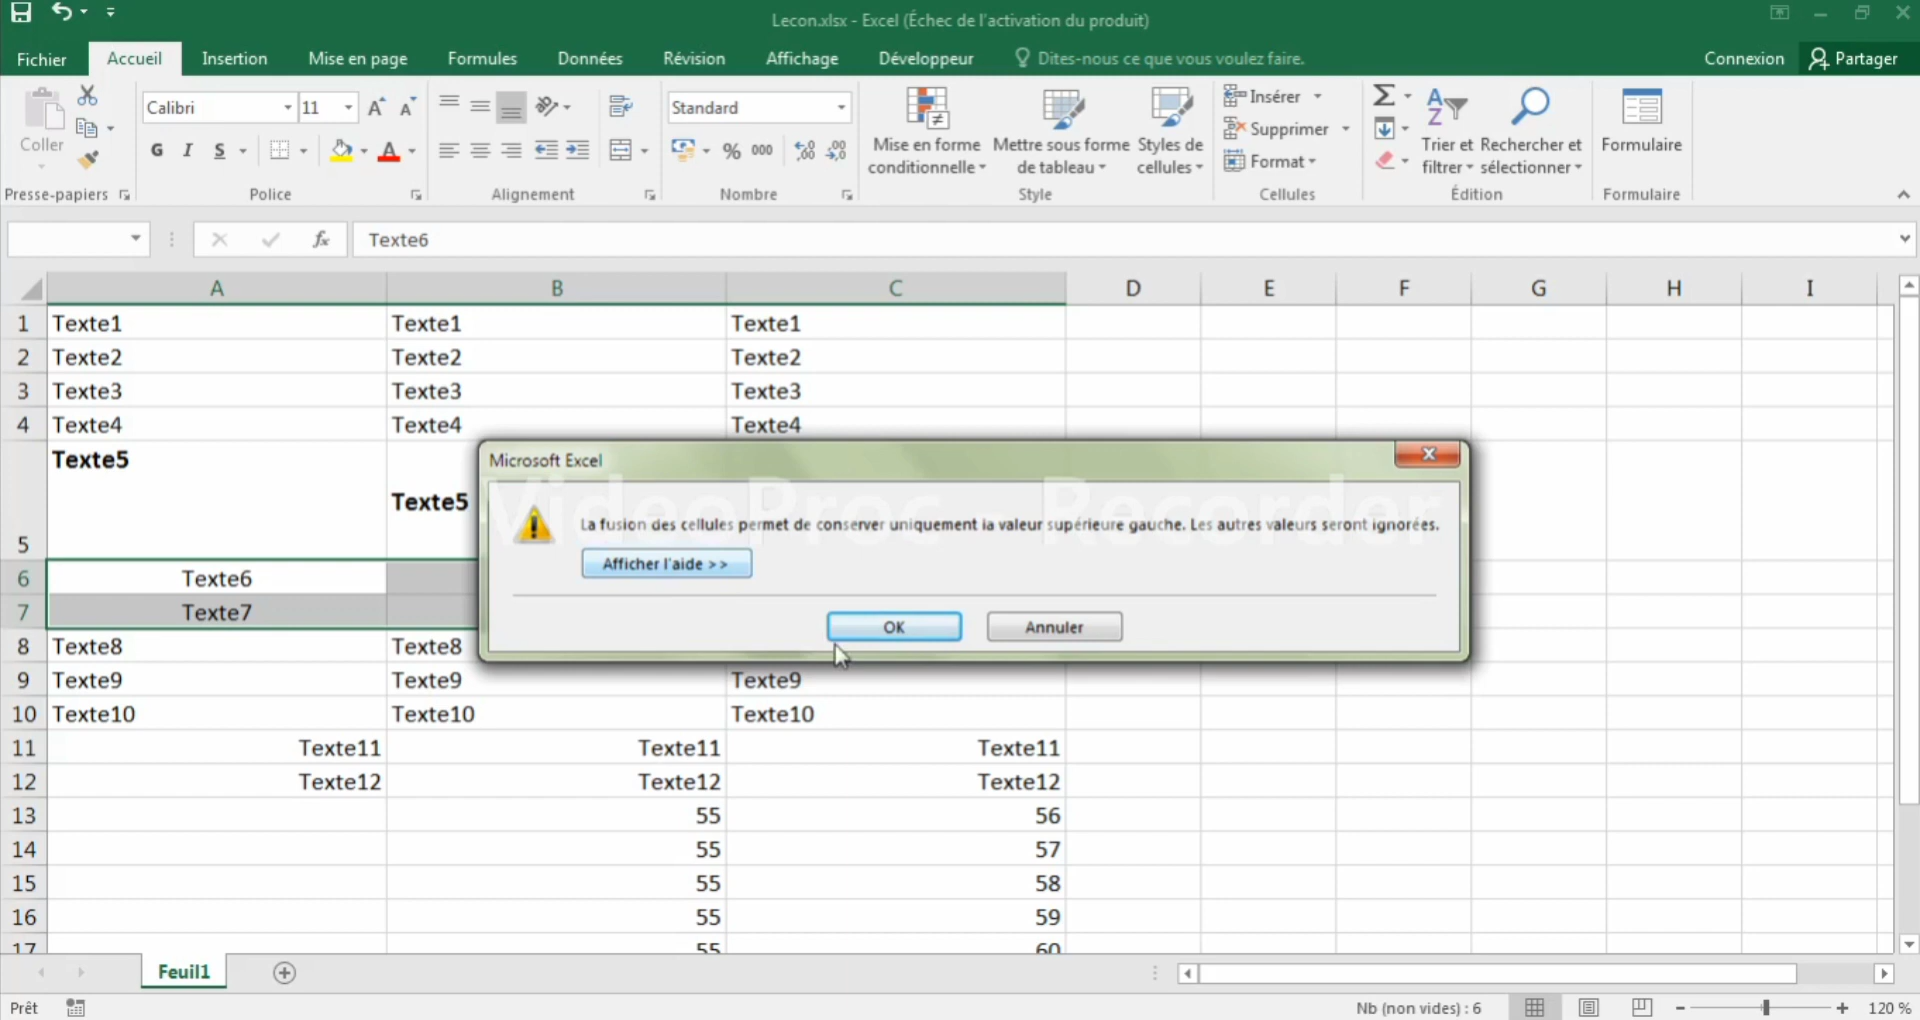 Lecon.xlsx - Excel (Échec de l'activation du produit)
Fichier Accueil Insertion Mise en page Formules Données Révision Affichage Développeur Dites-nous ce que vous voulez faire. Connexion Partager
Coller
Calibri 11
Standard
Mise en forme conditionnelle
Mettre sous forme de tableau
Styles de cellules
Insérer
Supprimer
Format
Trier et filtrer
Rechercher et sélectionner
Formulaire
G I S A % 000
Presse-papiers Police Alignement Nombre Style Cellules Édition Formulaire
fx Texte6
A B C D E F G H I
1 Texte1 Texte1 Texte1
2 Texte2 Texte2 Texte2
3 Texte3 Texte3 Texte3
4 Texte4 Texte4 Texte4
5 Texte5 Texte5
Microsoft Excel
VideoProc - Recorder
La fusion des cellules permet de conserver uniquement la valeur supérieure gauche. Les autres valeurs seront ignorées.
Afficher l'aide >>
OK Annuler
6 Texte6
7 Texte7
8 Texte8 Texte8
9 Texte9 Texte9 Texte9
10 Texte10 Texte10 Texte10
11 Texte11 Texte11 Texte11
12 Texte12 Texte12 Texte12
13 55 56
14 55 57
15 55 58
16 55 59
17 55 60
Feuil1
Prêt Nb (non vides) : 6 120 %